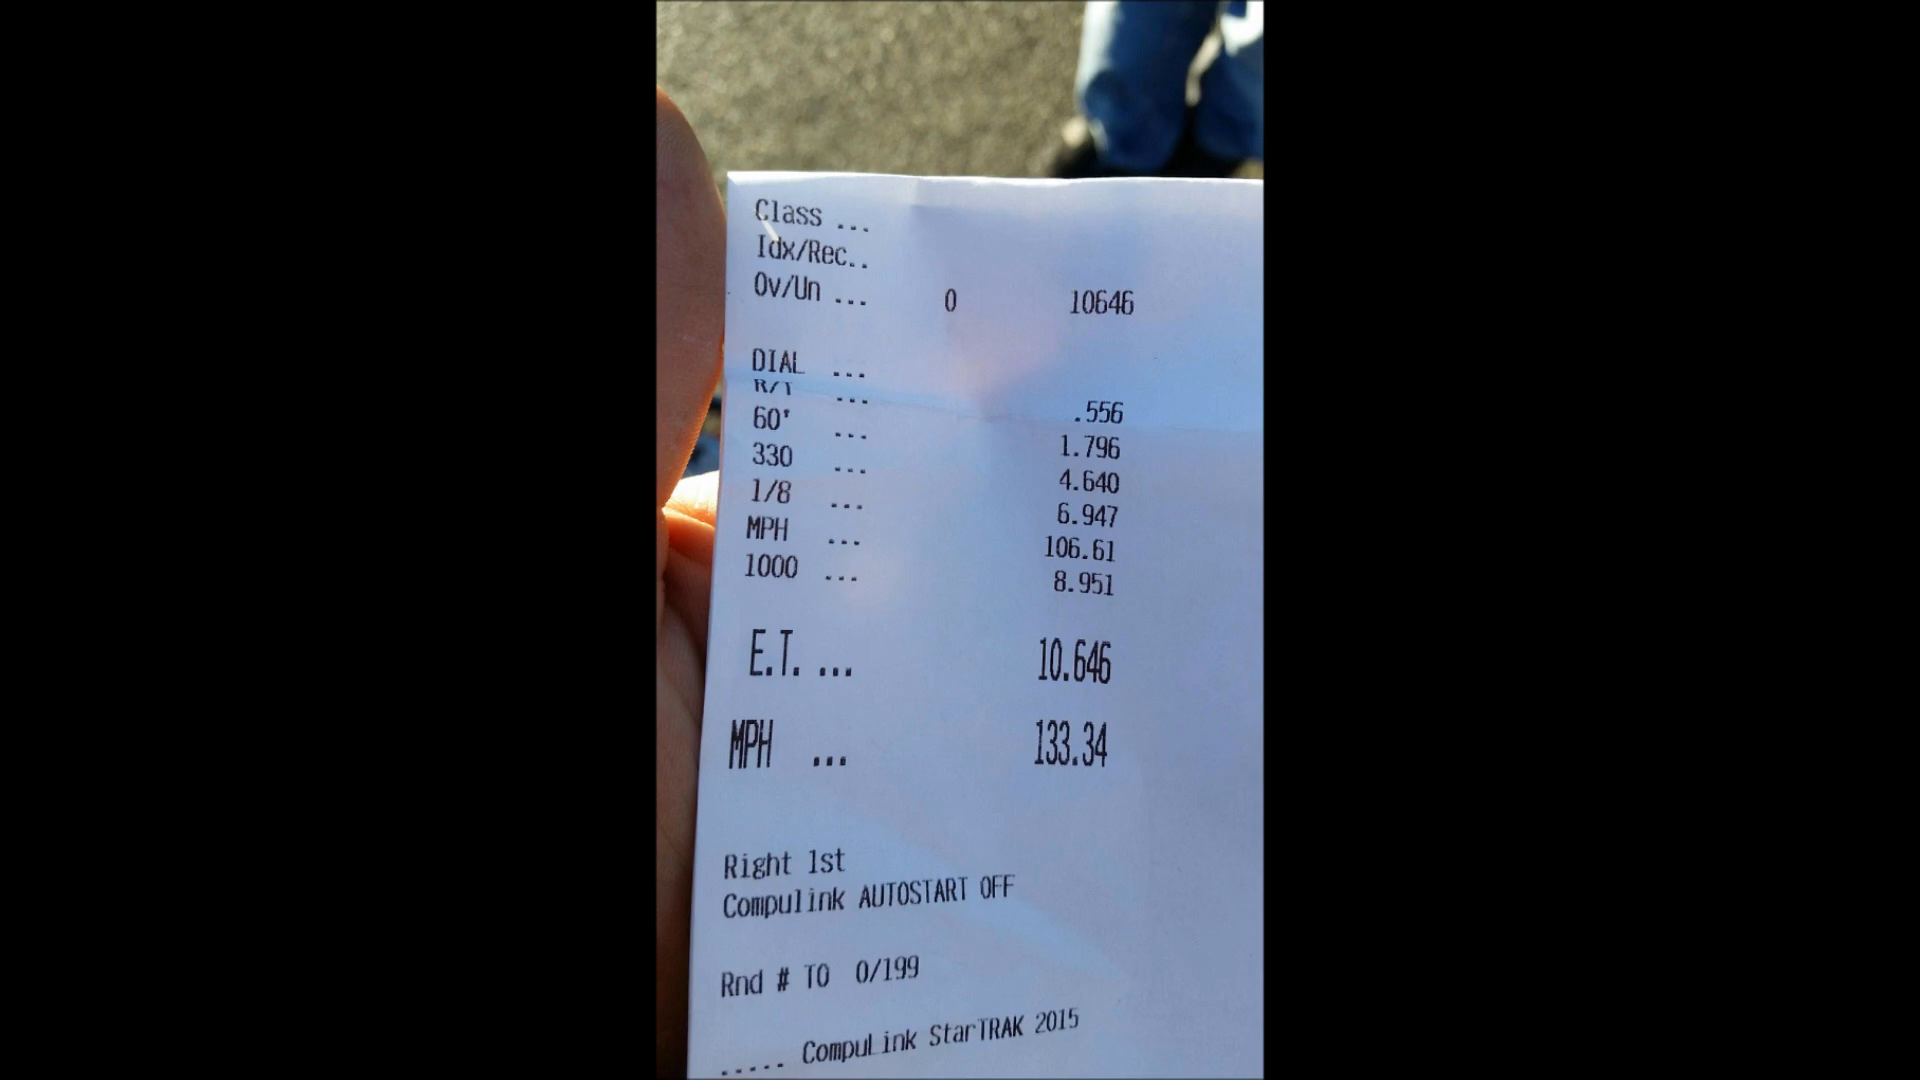 Class ...
Idx/Rec..
Ov/Un ... 0 10646
DIAL ...
R/T ... .556
60' ... 1.796
330 ... 4.640
1/8 ... 6.947
MPH ... 106.61
1000 ... 8.951
E.T. ... 10.646
MPH ... 133.34
Right 1st
Compulink AUTOSTART OFF
Rnd # TO 0/199
..... CompuLink StarTRAK 2015